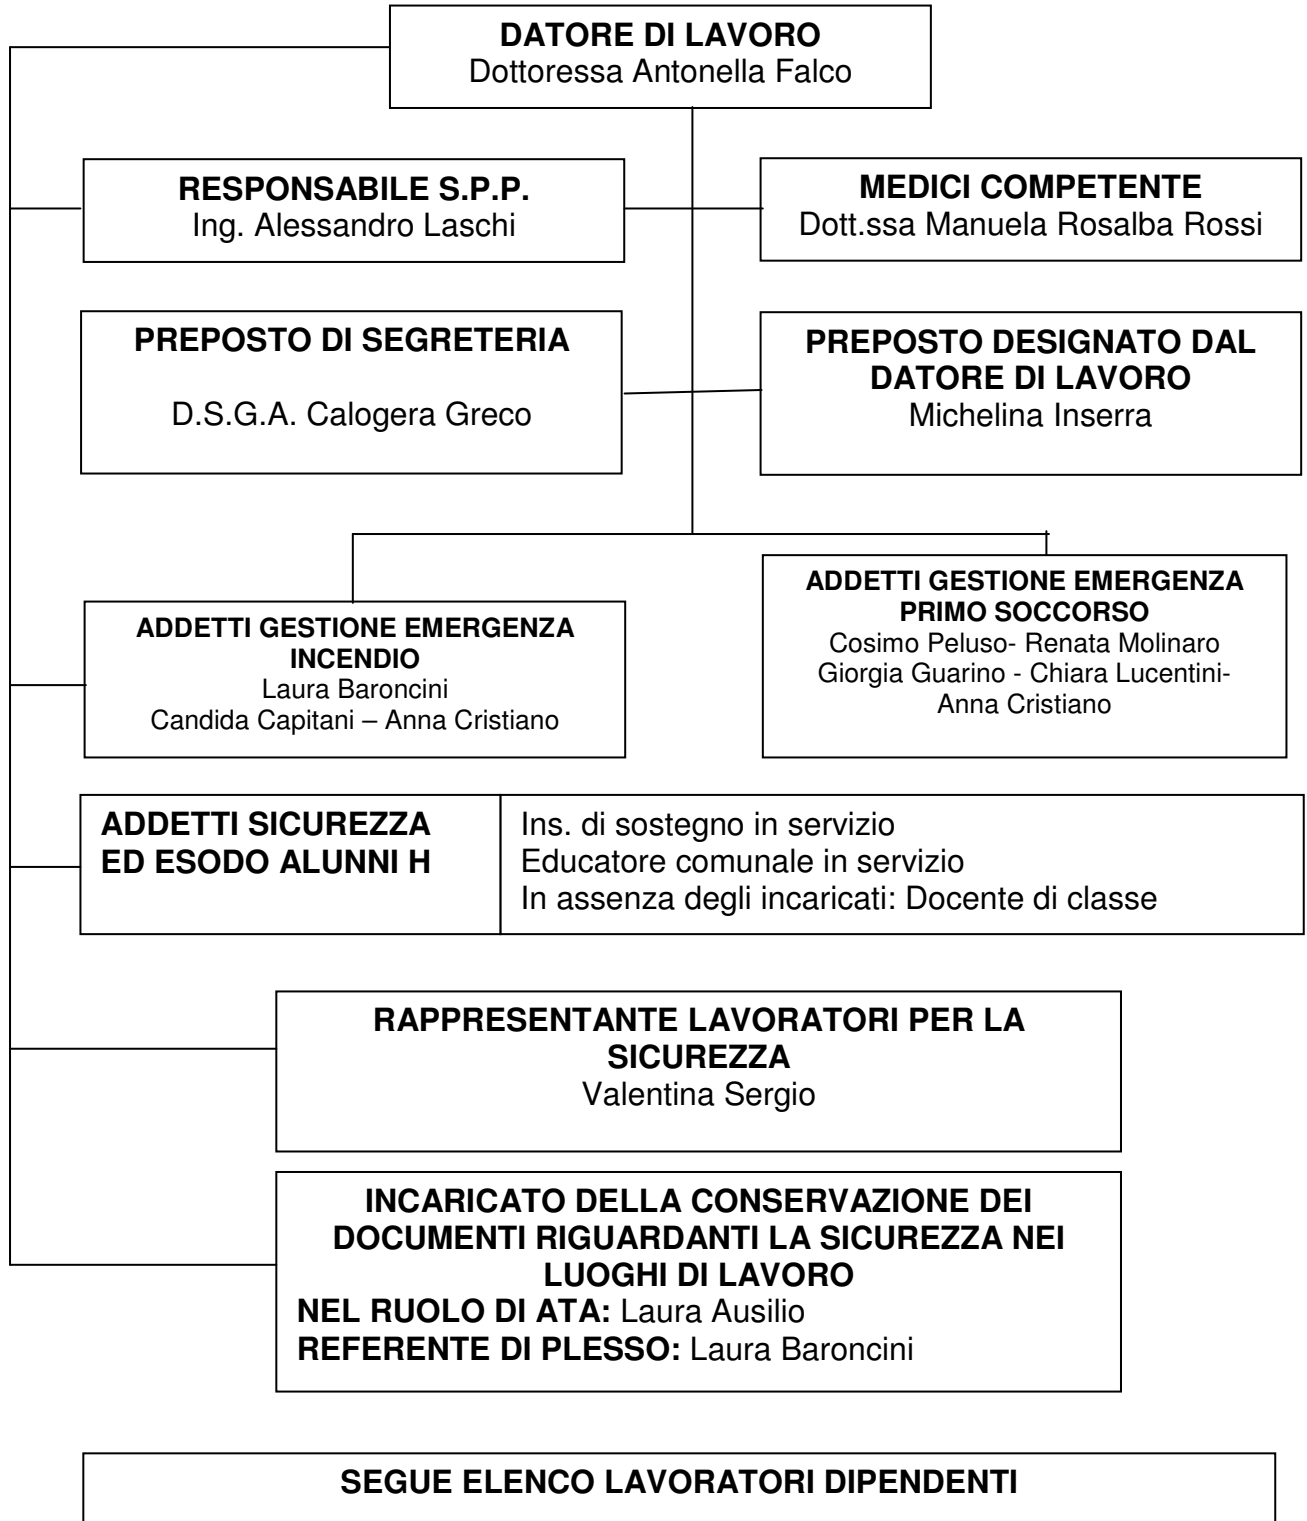 DATORE DI LAVORO
Dottoressa Antonella Falco
RESPONSABILE S.P.P.
Ing. Alessandro Laschi
MEDICI COMPETENTE
Dott.ssa Manuela Rosalba Rossi
PREPOSTO DI SEGRETERIA
D.S.G.A. Calogera Greco
PREPOSTO DESIGNATO DAL
DATORE DI LAVORO
Michelina Inserra
ADDETTI GESTIONE EMERGENZA
INCENDIO
Laura Baroncini
Candida Capitani – Anna Cristiano
ADDETTI GESTIONE EMERGENZA
PRIMO SOCCORSO
Cosimo Peluso- Renata Molinaro
Giorgia Guarino - Chiara Lucentini-
Anna Cristiano
ADDETTI SICUREZZA
ED ESODO ALUNNI H
Ins. di sostegno in servizio
Educatore comunale in servizio
In assenza degli incaricati: Docente di classe
RAPPRESENTANTE LAVORATORI PER LA
SICUREZZA
Valentina Sergio
INCARICATO DELLA CONSERVAZIONE DEI
DOCUMENTI RIGUARDANTI LA SICUREZZA NEI
LUOGHI DI LAVORO
NEL RUOLO DI ATA: Laura Ausilio
REFERENTE DI PLESSO: Laura Baroncini
SEGUE ELENCO LAVORATORI DIPENDENTI